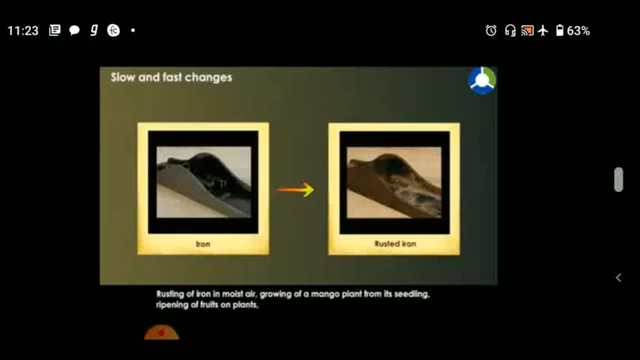 11:23
63%
Slow and fast changes
Iron
Rusted iron
Rusting of iron in moist air, growing of a mango plant from its seedling,
ripening of fruits on plants,